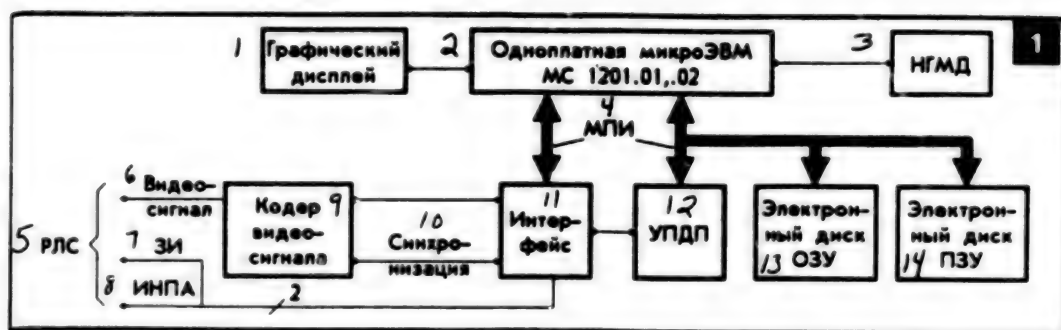 1 Графический
дисплей
2 Одноплатная микроЭВМ
МС 1201.01,.02
3 НГМД
1
4
МПИ
5 РЛС
6 Видео-
сигнал
7 ЗИ
8 ИНПА
Кодер 9
видео-
сигнала
10
Синхро-
низация
2
11
Интер-
фейс
12
УПДП
Электрон-
ный диск
13 ОЗУ
Электрон-
ный диск
14 ПЗУ